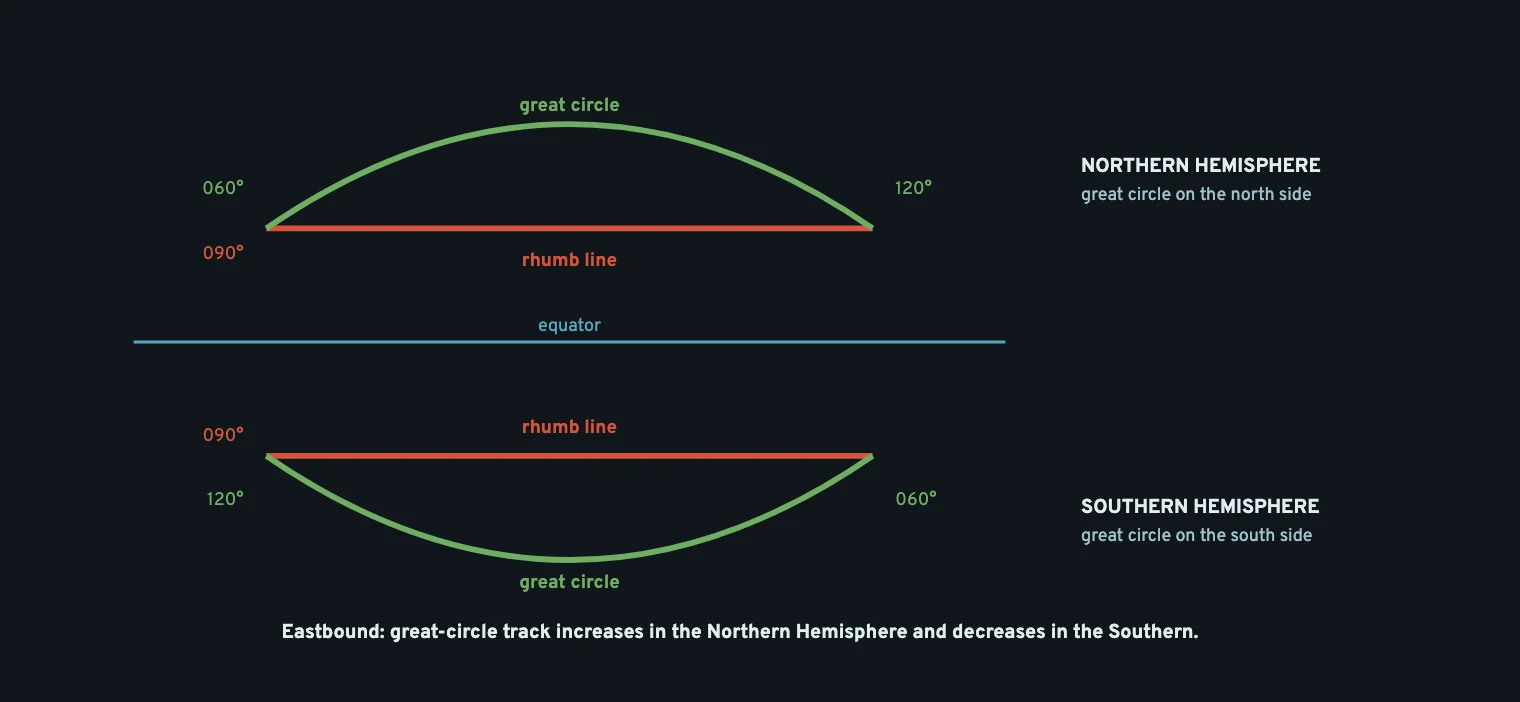 great circle
060°
120°
NORTHERN HEMISPHERE
great circle on the north side
090°
rhumb line
equator
090°
rhumb line
120°
060°
SOUTHERN HEMISPHERE
great circle on the south side
great circle
Eastbound: great-circle track increases in the Northern Hemisphere and decreases in the Southern.